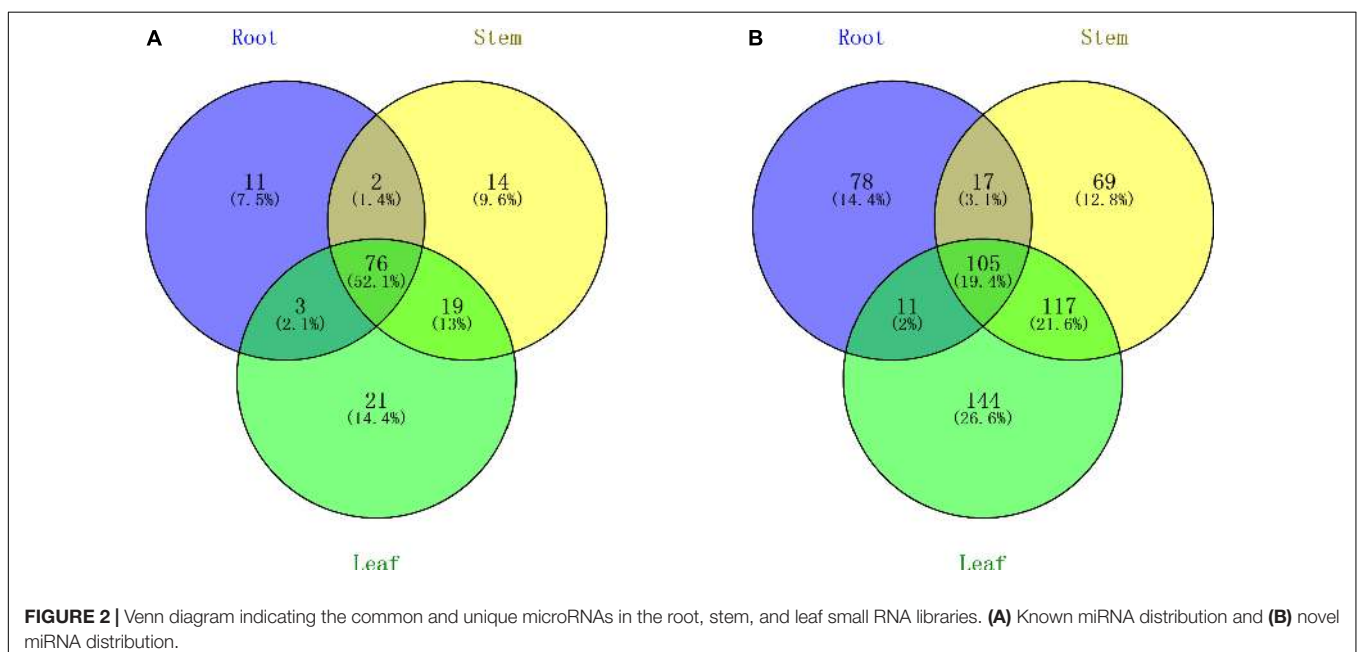 A
Root
Stem
11
(7.5%)
2
(1.4%)
14
(9.6%)
76
(52.1%)
3
(2.1%)
19
(13%)
21
(14.4%)
Leaf
B
Root
Stem
78
(14.4%)
17
(3.1%)
69
(12.8%)
105
(19.4%)
11
(2%)
117
(21.6%)
144
(26.6%)
Leaf
FIGURE 2 | Venn diagram indicating the common and unique microRNAs in the root, stem, and leaf small RNA libraries. (A) Known miRNA distribution and (B) novel
miRNA distribution.